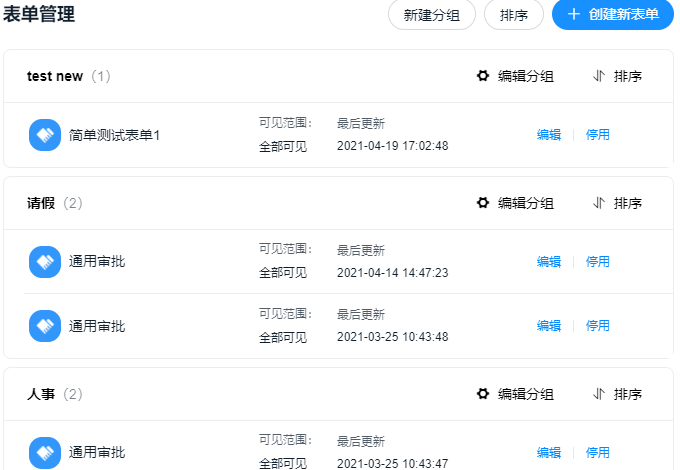 表单管理 新建分组 排序 + 创建新表单
test new (1) 编辑分组 排序
可见范围: 最后更新
简单测试表单1 编辑 停用
全部可见 2021-04-19 17:02:48
请假 (2) 编辑分组 排序
可见范围: 最后更新
通用审批 编辑 停用
全部可见 2021-04-14 14:47:23
可见范围: 最后更新
通用审批 编辑 停用
全部可见 2021-03-25 10:43:48
人事 (2) 编辑分组 排序
可见范围: 最后更新
通用审批 编辑 停用
全部可见 2021-03-25 10:43:47